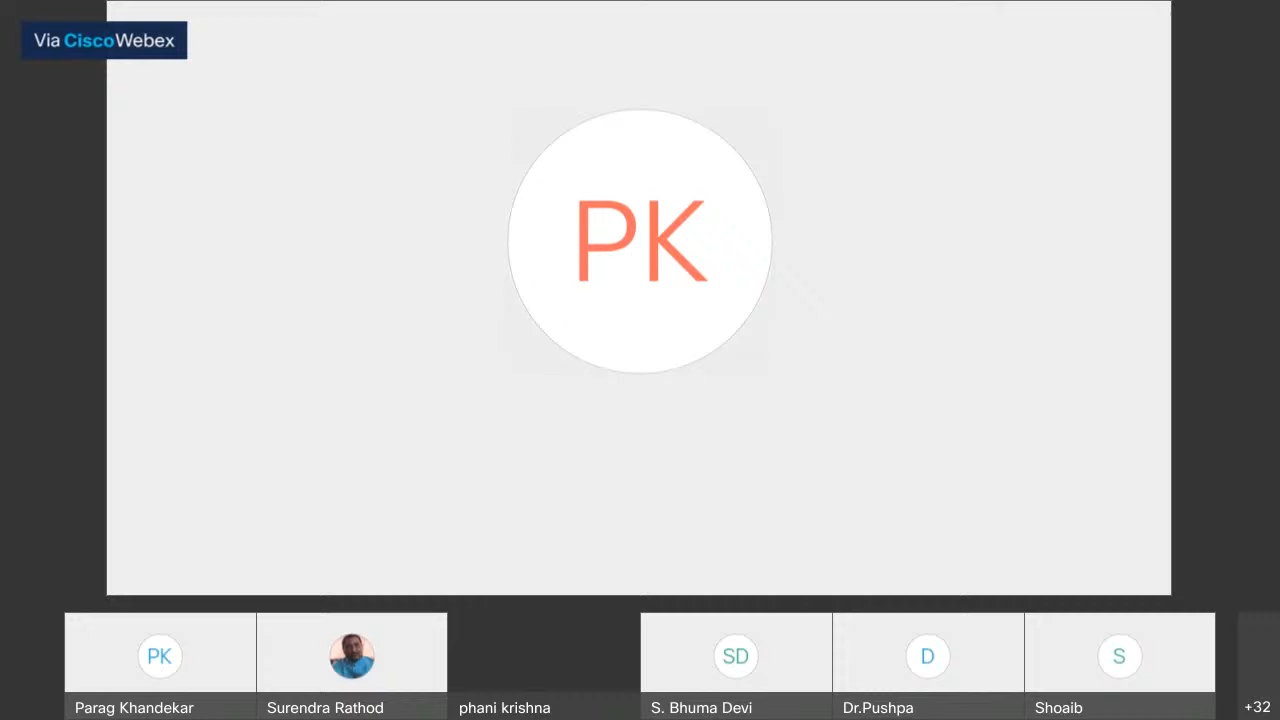 Via CiscoWebex
PK
PK
SD
D
S
Parag Khandekar
Surendra Rathod
phani krishna
S. Bhuma Devi
Dr.Pushpa
Shoaib
+32